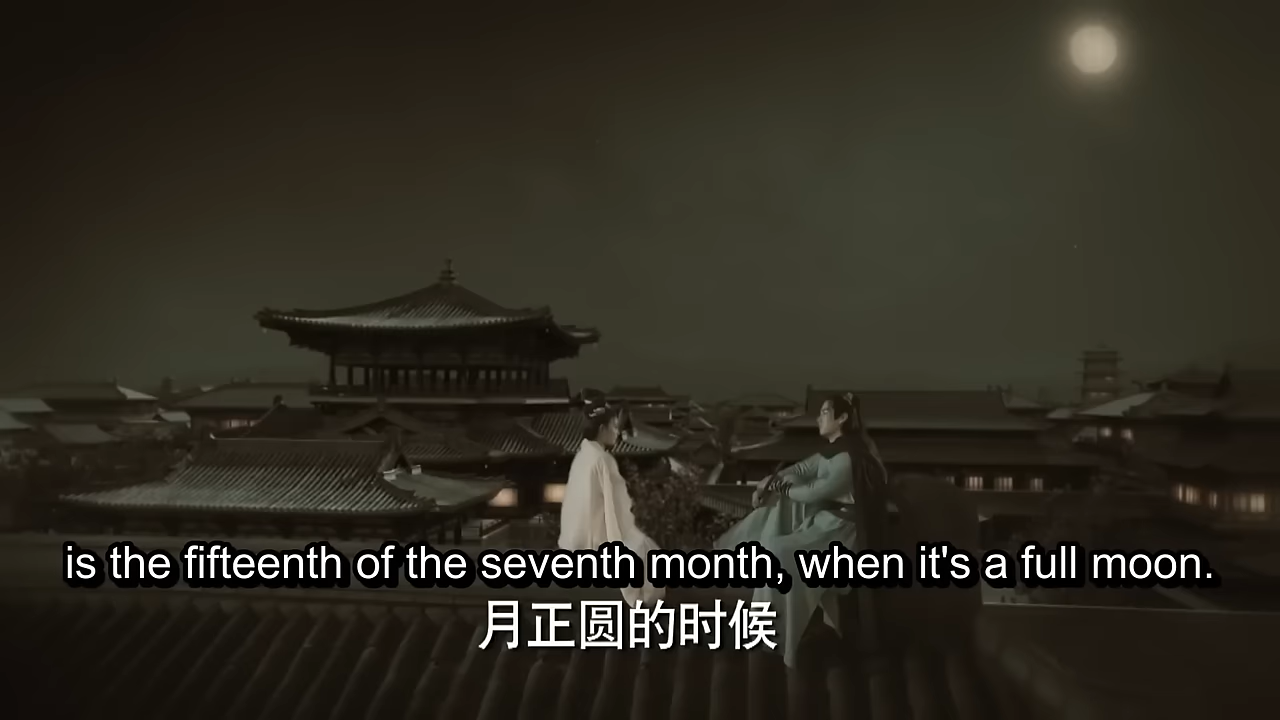 is the fifteenth of the seventh month, when it's a full moon.
月正圆的时候